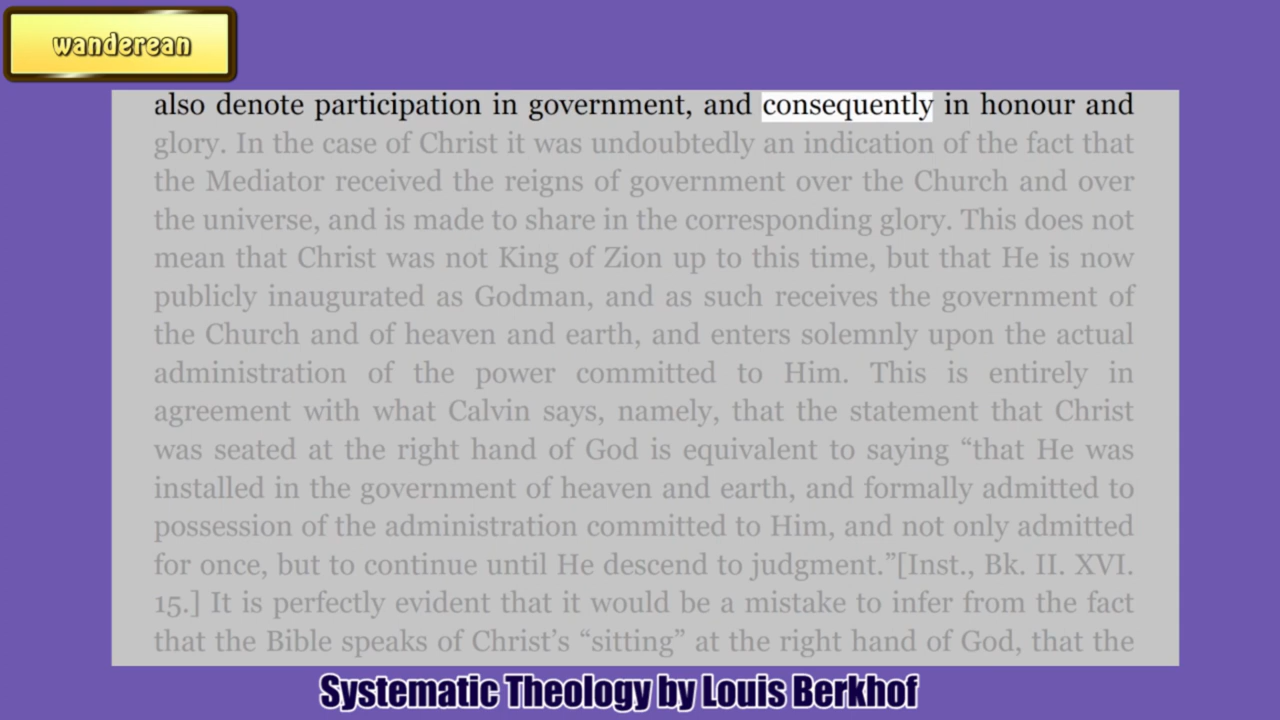 wanderean
also denote participation in government, and consequently in honour and
glory. In the case of Christ it was undoubtedly an indication of the fact that
the Mediator received the reigns of government over the Church and over
the universe, and is made to share in the corresponding glory. This does not
mean that Christ was not King of Zion up to this time, but that He is now
publicly inaugurated as Godman, and as such receives the government of
the Church and of heaven and earth, and enters solemnly upon the actual
administration of the power committed to Him. This is entirely in
agreement with what Calvin says, namely, that the statement that Christ
was seated at the right hand of God is equivalent to saying “that He was
installed in the government of heaven and earth, and formally admitted to
possession of the administration committed to Him, and not only admitted
for once, but to continue until He descend to judgment.”[Inst., Bk. II. XVI.
15.] It is perfectly evident that it would be a mistake to infer from the fact
that the Bible speaks of Christ’s “sitting” at the right hand of God, that the
Systematic Theology by Louis Berkhof